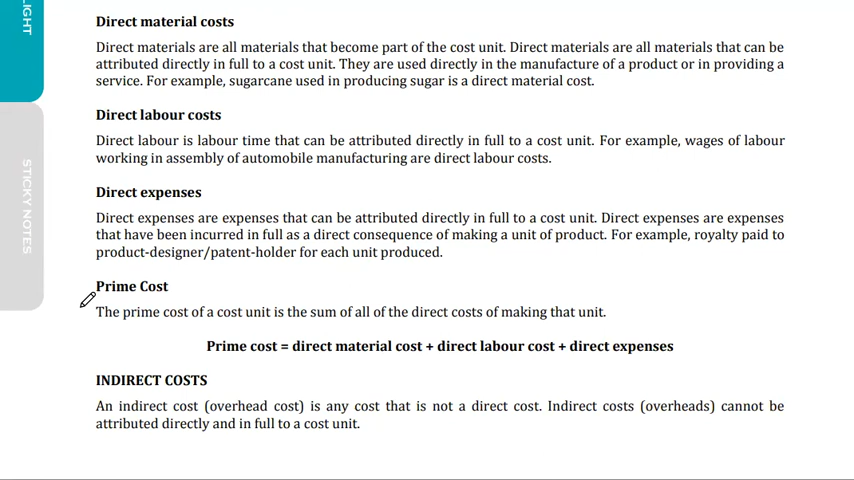 LIGHT
STICKY NOTES
Direct material costs
Direct materials are all materials that become part of the cost unit. Direct materials are all materials that can be
attributed directly in full to a cost unit. They are used directly in the manufacture of a product or in providing a
service. For example, sugarcane used in producing sugar is a direct material cost.
Direct labour costs
Direct labour is labour time that can be attributed directly in full to a cost unit. For example, wages of labour
working in assembly of automobile manufacturing are direct labour costs.
Direct expenses
Direct expenses are expenses that can be attributed directly in full to a cost unit. Direct expenses are expenses
that have been incurred in full as a direct consequence of making a unit of product. For example, royalty paid to
product-designer/patent-holder for each unit produced.
Prime Cost
The prime cost of a cost unit is the sum of all of the direct costs of making that unit.
Prime cost = direct material cost + direct labour cost + direct expenses
INDIRECT COSTS
An indirect cost (overhead cost) is any cost that is not a direct cost. Indirect costs (overheads) cannot be
attributed directly and in full to a cost unit.